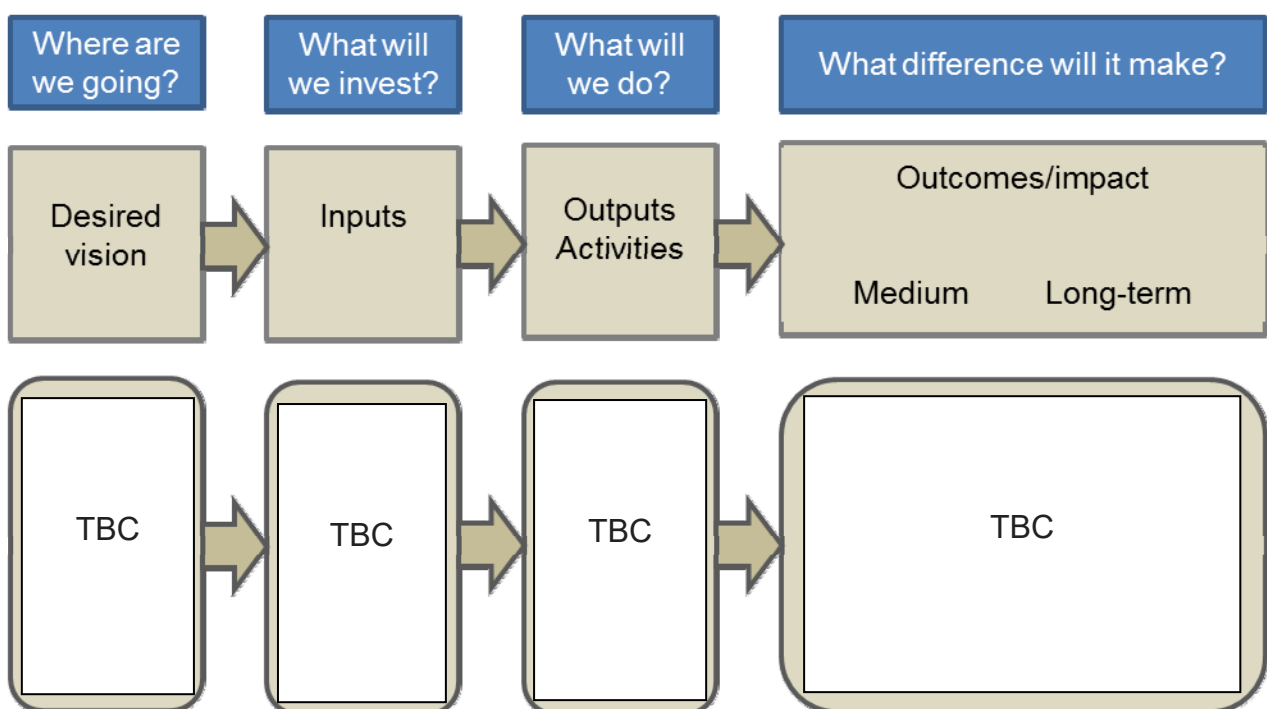 Where are
we going?
What will
we invest?
What will
we do?
What difference will it make?
Desired
vision
Inputs
Outputs
Activities
Outcomes/impact
Medium Long-term
TBC
TBC
TBC
TBC